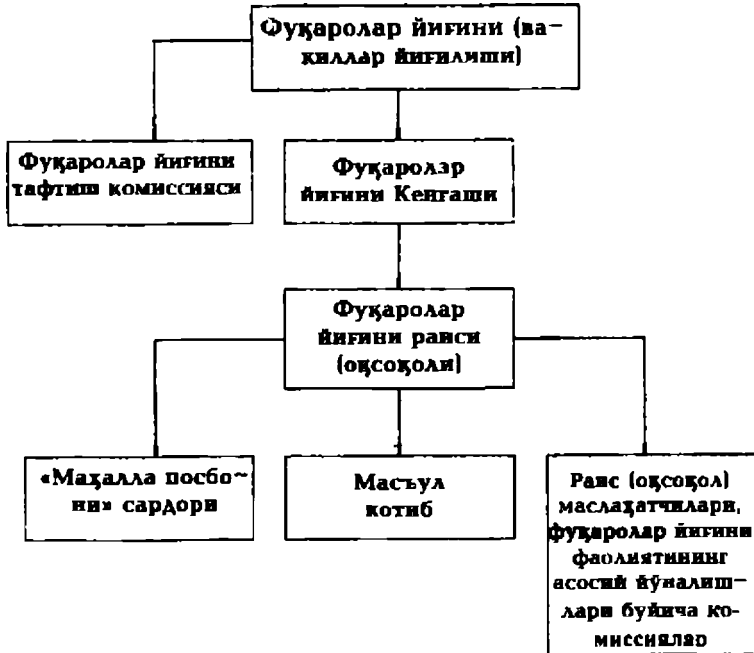 Фуқаролар йиғини (ва-
киллар йиғилиши)
Фуқаролар йиғини
тафтиш комиссияси
Фуқаролар
йиғини Кенгаши
Фуқаролар
йиғини раиси
(оқсоқоли)
«Маҳалла посбо-
ни» сардори
Масъул
котиб
Раис (оқсоқол)
маслаҳатчилари,
фуқаролар йиғини
фаолиятининг
асосий йўналиш-
лари буйича ко-
миссиялар